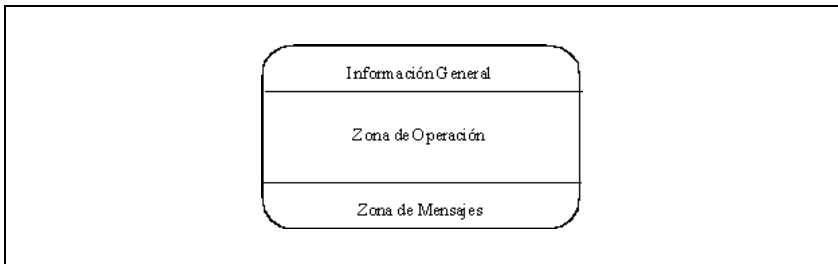 Información General
Zona de Operación
Zona de Mensajes